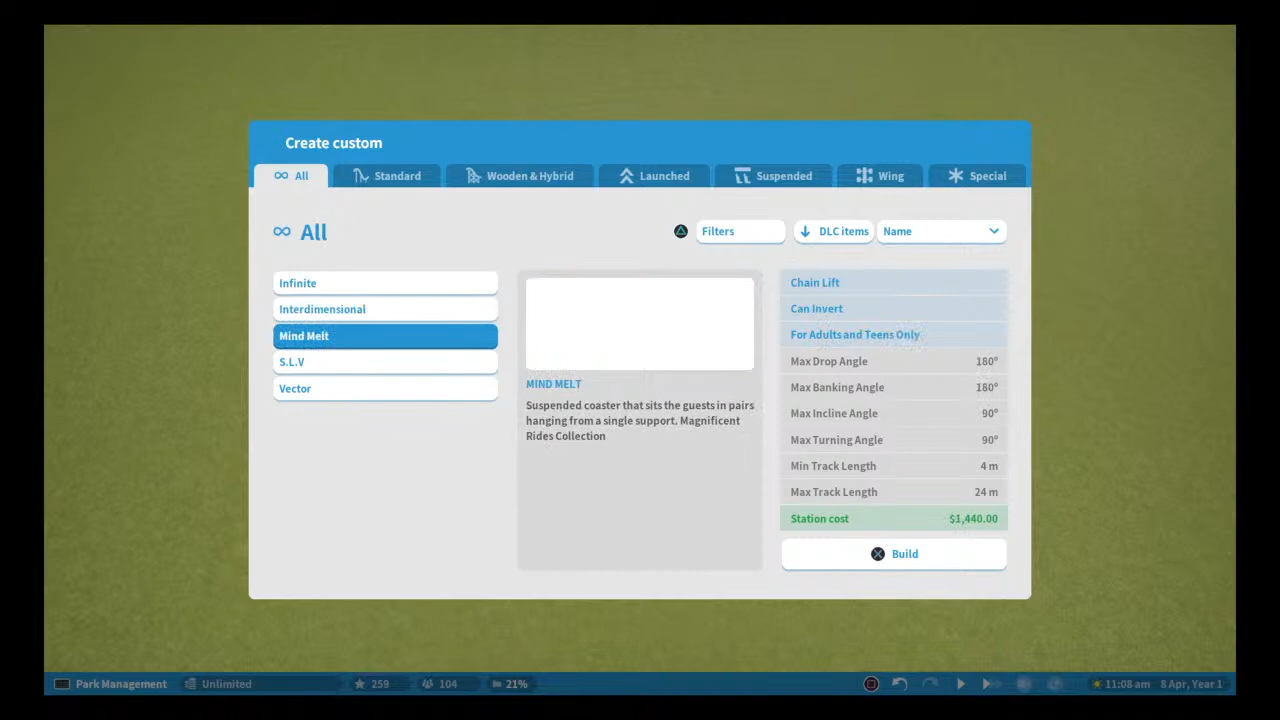 Create custom
All
Standard
Wooden & Hybrid
Launched
Suspended
Wing
Special
All
Filters
DLC items
Name
Infinite
Interdimensional
Mind Melt
S.L.V
Vector
MIND MELT
Suspended coaster that sits the guests in pairs
hanging from a single support. Magnificent
Rides Collection
Chain Lift
Can Invert
For Adults and Teens Only
Max Drop Angle 180°
Max Banking Angle 180°
Max Incline Angle 90°
Max Turning Angle 90°
Min Track Length 4 m
Max Track Length 24 m
Station cost $1,440.00
Build
Park Management Unlimited 259 104 21% 11:08 am 8 Apr, Year 1